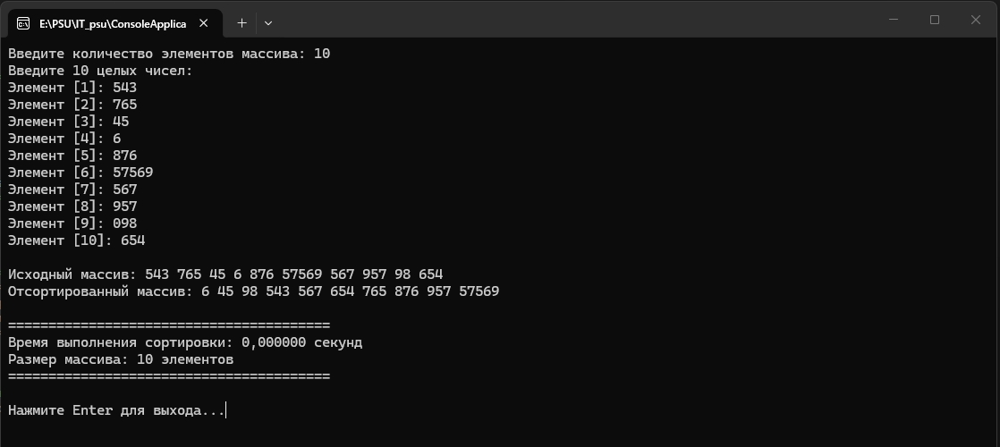 E:\PSU\IT_psu\ConsoleApplica
Введите количество элементов массива: 10
Введите 10 целых чисел:
Элемент [1]: 543
Элемент [2]: 765
Элемент [3]: 45
Элемент [4]: 6
Элемент [5]: 876
Элемент [6]: 57569
Элемент [7]: 567
Элемент [8]: 957
Элемент [9]: 098
Элемент [10]: 654
Исходный массив: 543 765 45 6 876 57569 567 957 98 654
Отсортированный массив: 6 45 98 543 567 654 765 876 957 57569
========================================
Время выполнения сортировки: 0,000000 секунд
Размер массива: 10 элементов
========================================
Нажмите Enter для выхода...